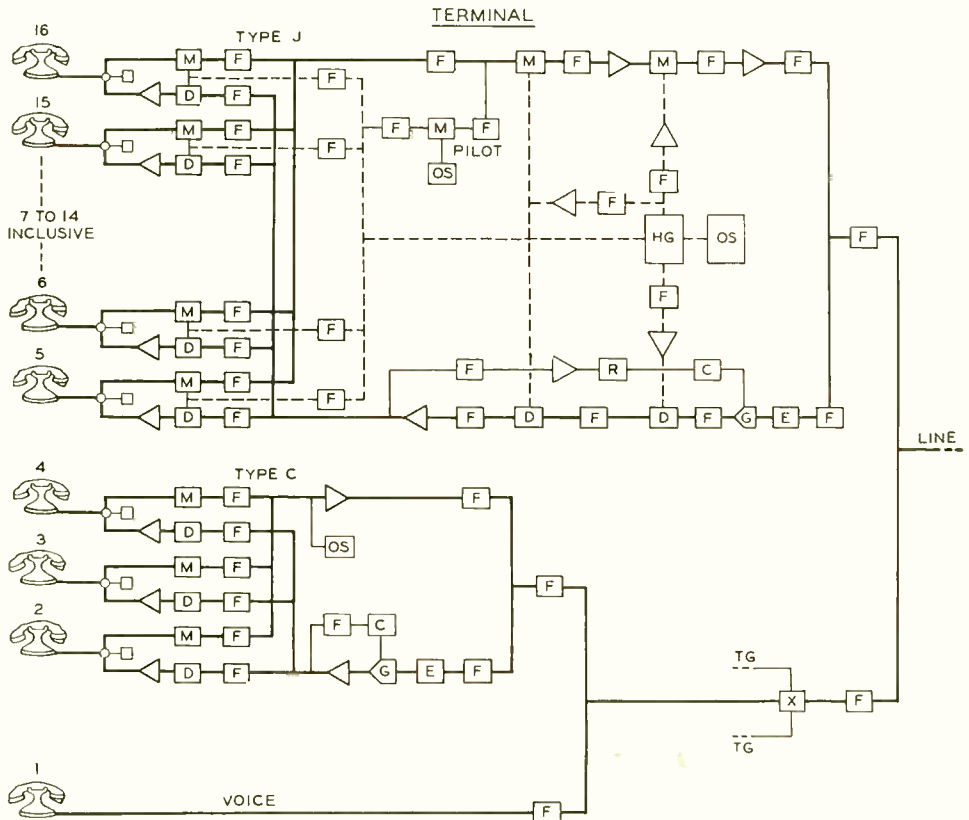 TERMINAL
16
TYPE J
M F F M F M F F
F
D F
15
M F F M F
PILOT
F
D F OS
F
F
7 TO 14
INCLUSIVE
HG OS
F
F
6
M F
F
D F
5
F R C
M F
F
D F F D F D F G E F
LINE
4
TYPE C
M F F
D F OS
3
M F
F
D F
2
F C
M F
TG
D F G E F
X F
TG
1
VOICE F